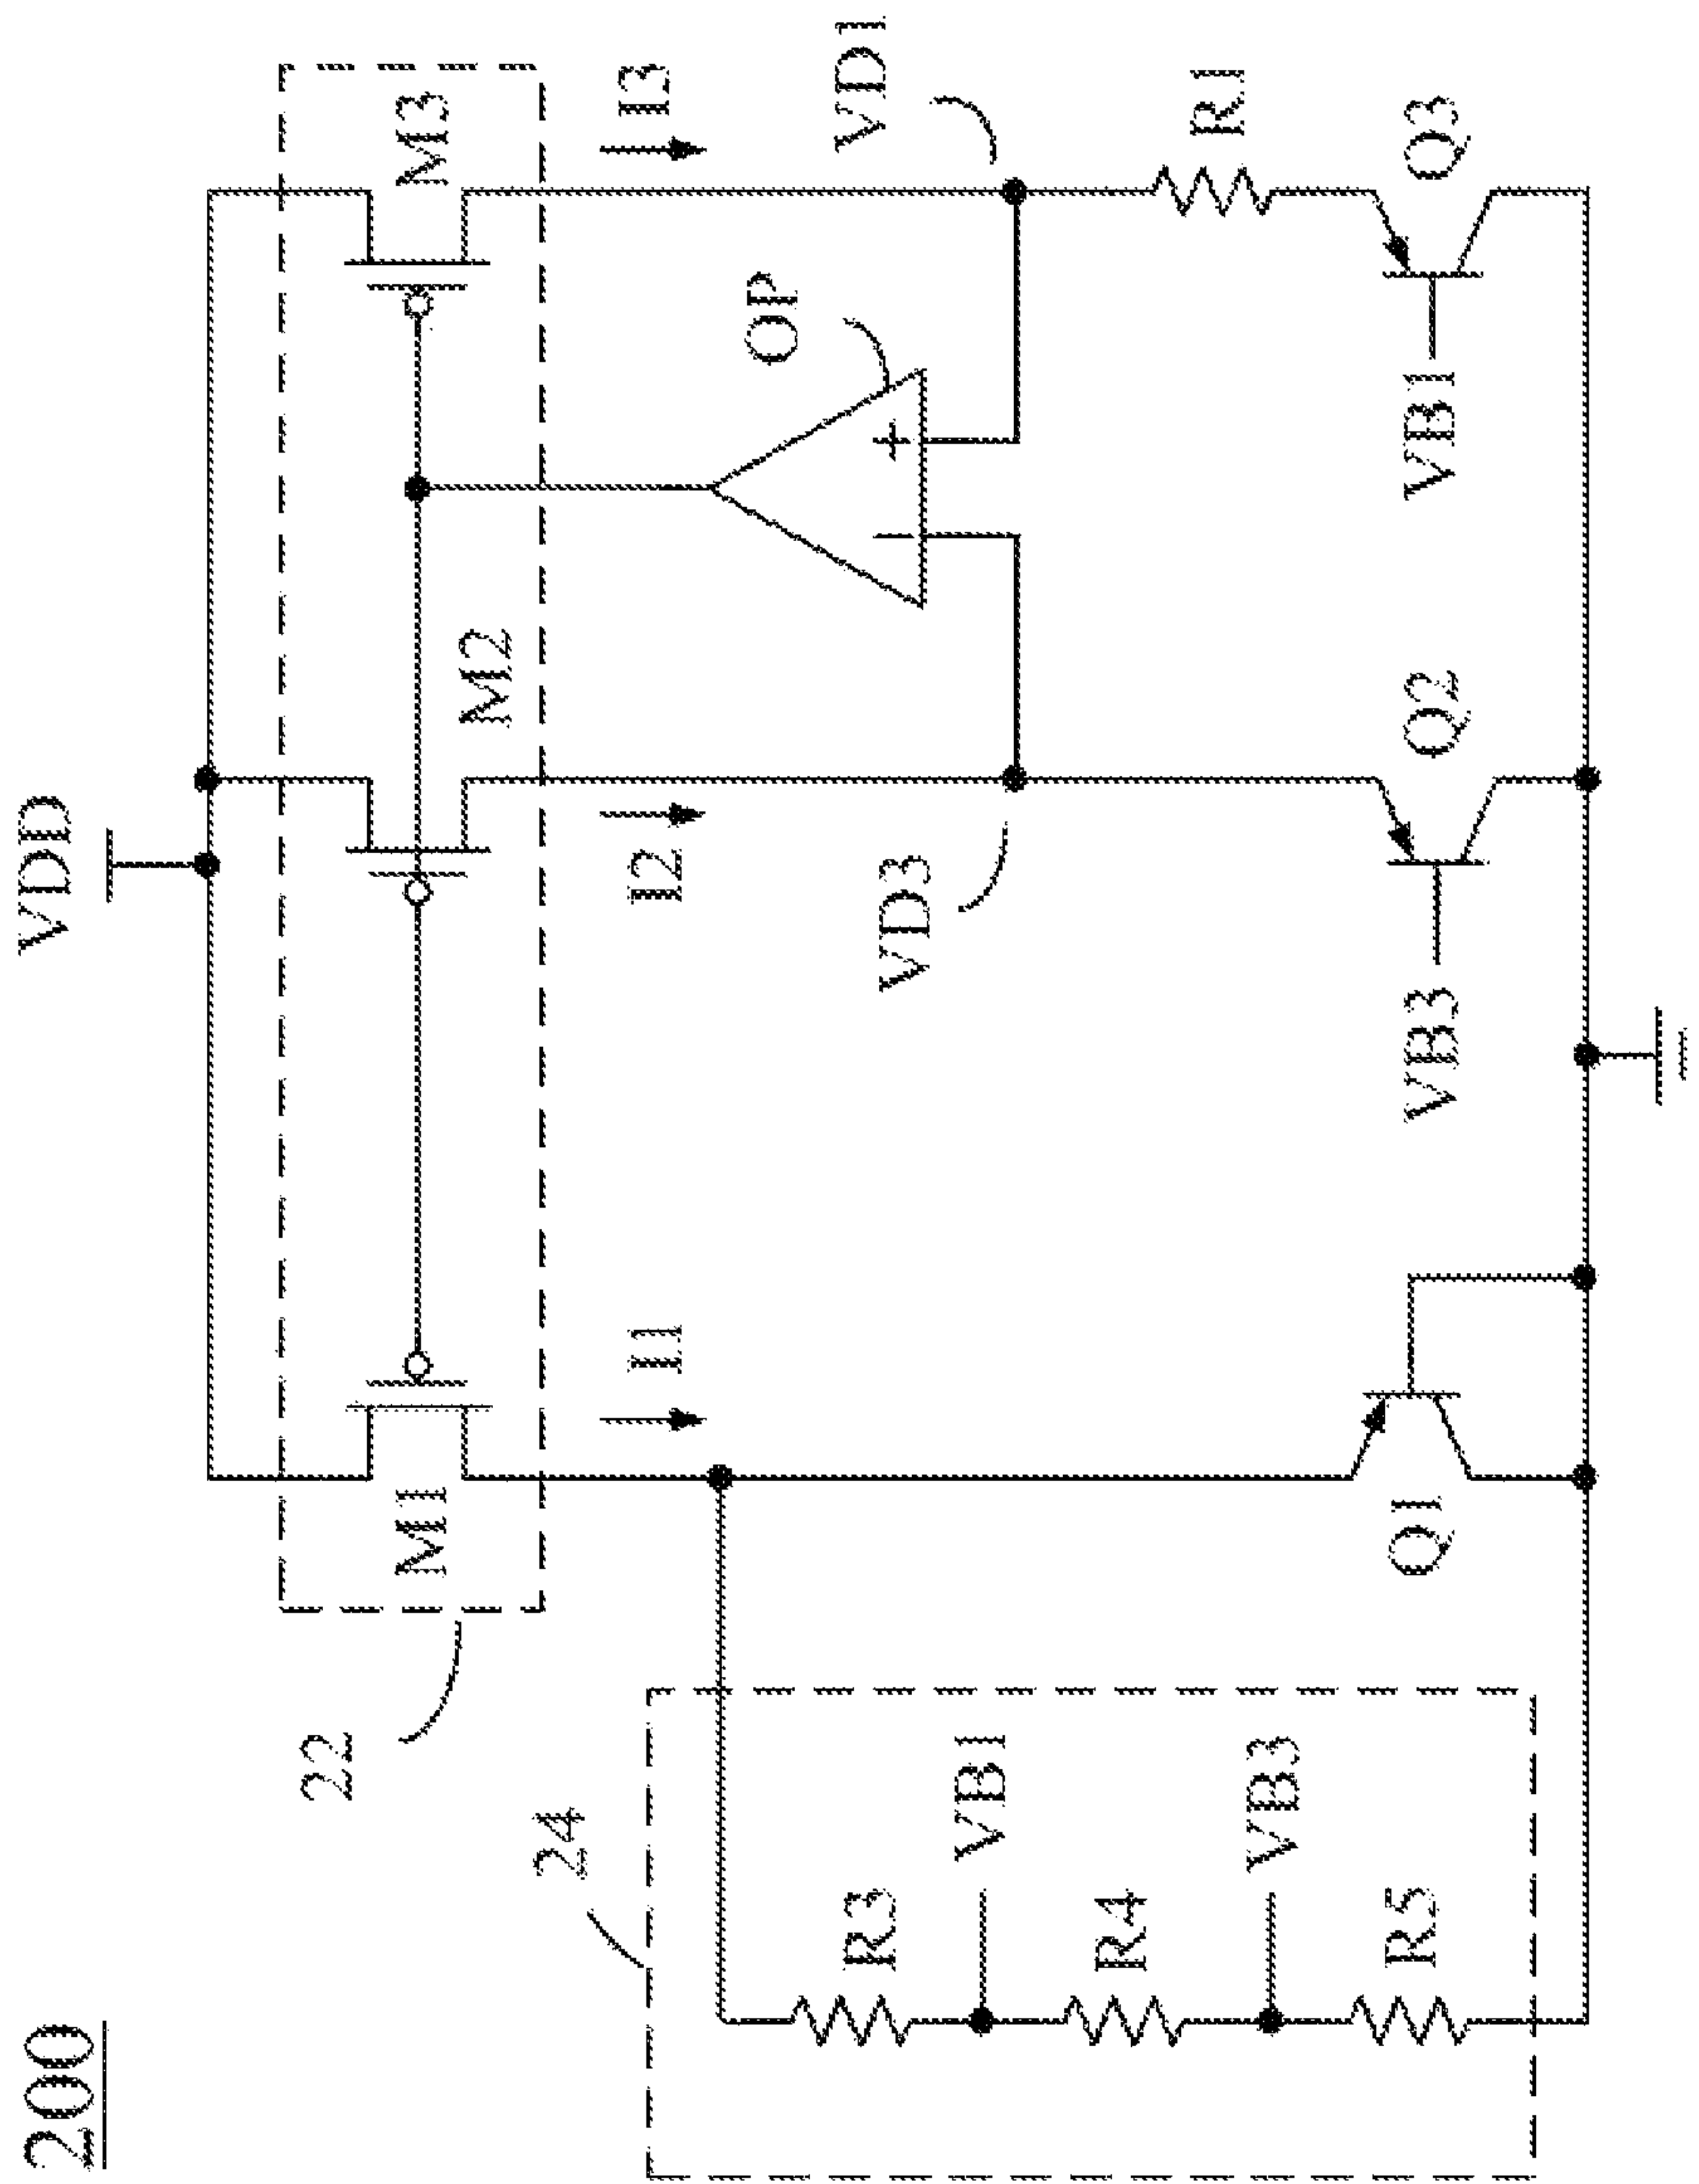 200
VDD
22
M1
M2
M3
I1
I2
I3
24
OP
VD3
VD1
R3
VB1
R4
VB3
R5
R1
Q1
VB3
Q2
VB1
Q3
+
−